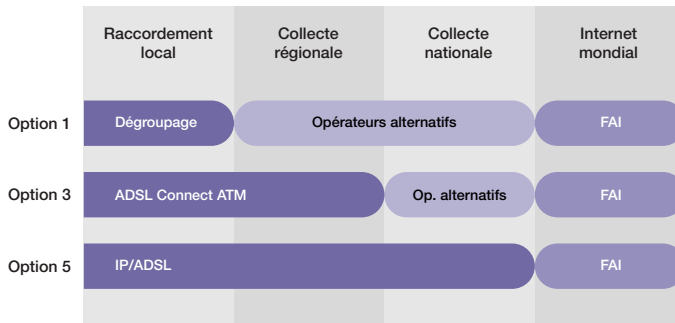 Raccordement local
Collecte régionale
Collecte nationale
Internet mondial
Option 1
Dégroupage
Opérateurs alternatifs
FAI
Option 3
ADSL Connect ATM
Op. alternatifs
FAI
Option 5
IP/ADSL
FAI